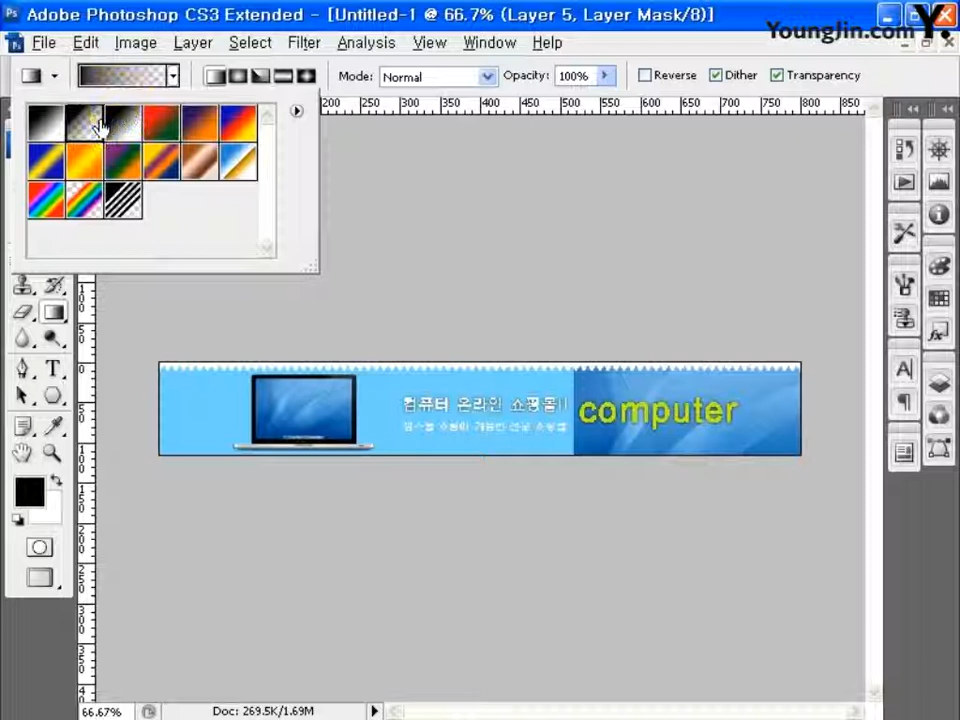 Adobe Photoshop CS3 Extended - [Untitled-1 @ 66.7% (Layer 5, Layer Mask/8)]
YoungJin.com Y.
File Edit Image Layer Select Filter Analysis View Window Help
Mode: Normal Opacity: 100% Reverse Dither Transparency
200 250 300 350 400 450 500 550 600 650 700 750 800 850
컴퓨터 온라인 쇼핑몰!!
computer
66.67% Doc: 269.5K/1.69M